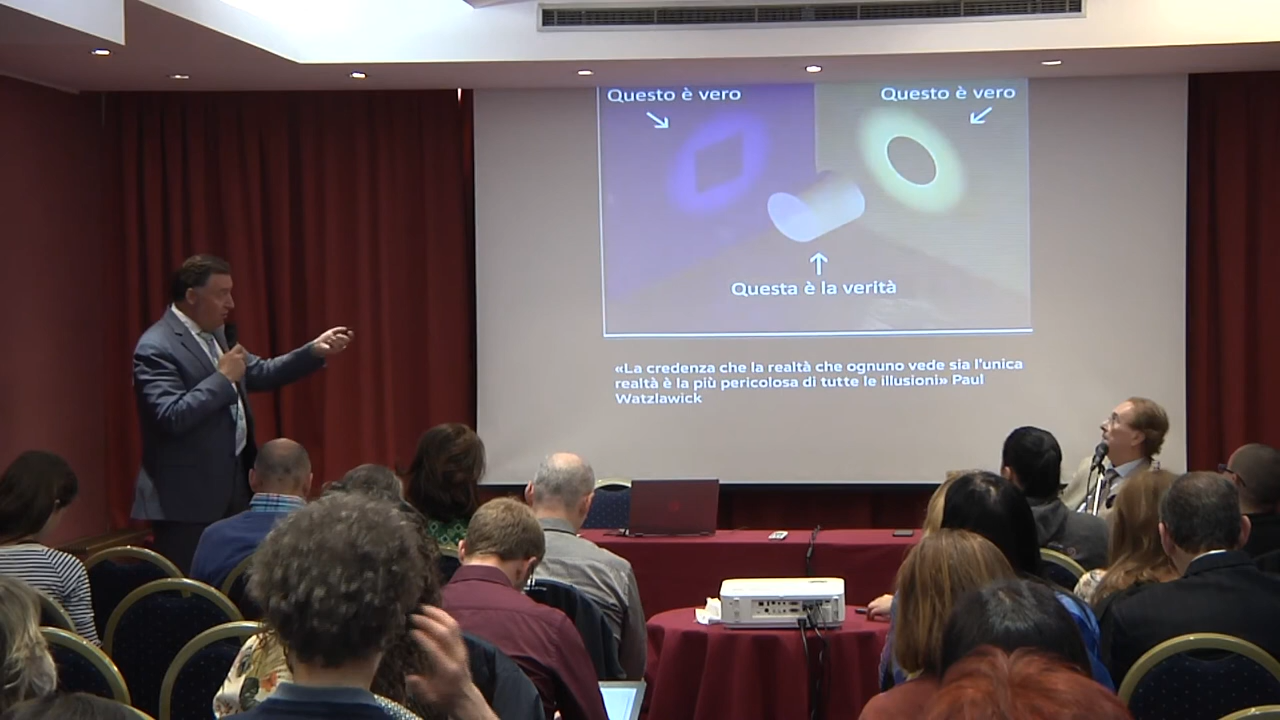 Questo è vero
Questo è vero
Questa è la verità
«La credenza che la realtà che ognuno vede sia l'unica
realtà è la più pericolosa di tutte le illusioni» Paul
Watzlawick